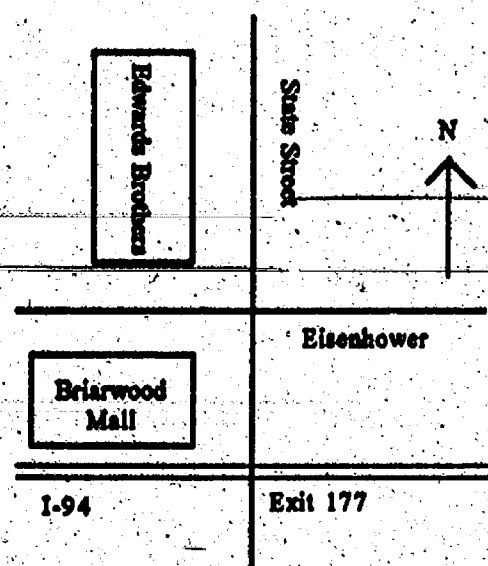 Edwards Brothers
State Street
N
Eisenhower
Briarwood
Mall
I-94
Exit 177